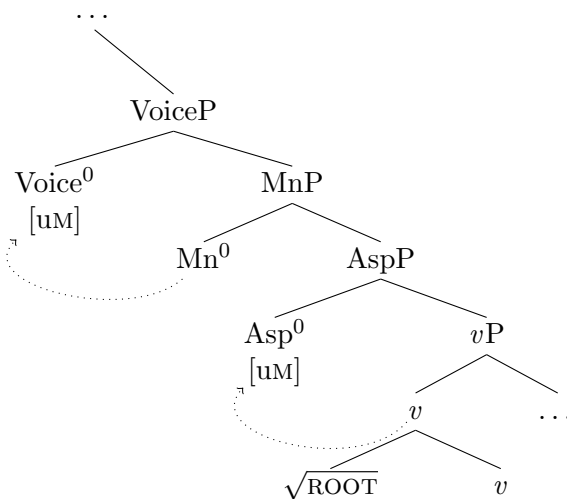 ...
VoiceP
Voice⁰ MnP
[uM]
Mn⁰ AspP
Asp⁰ vP
[uM]
v ...
√ROOT v